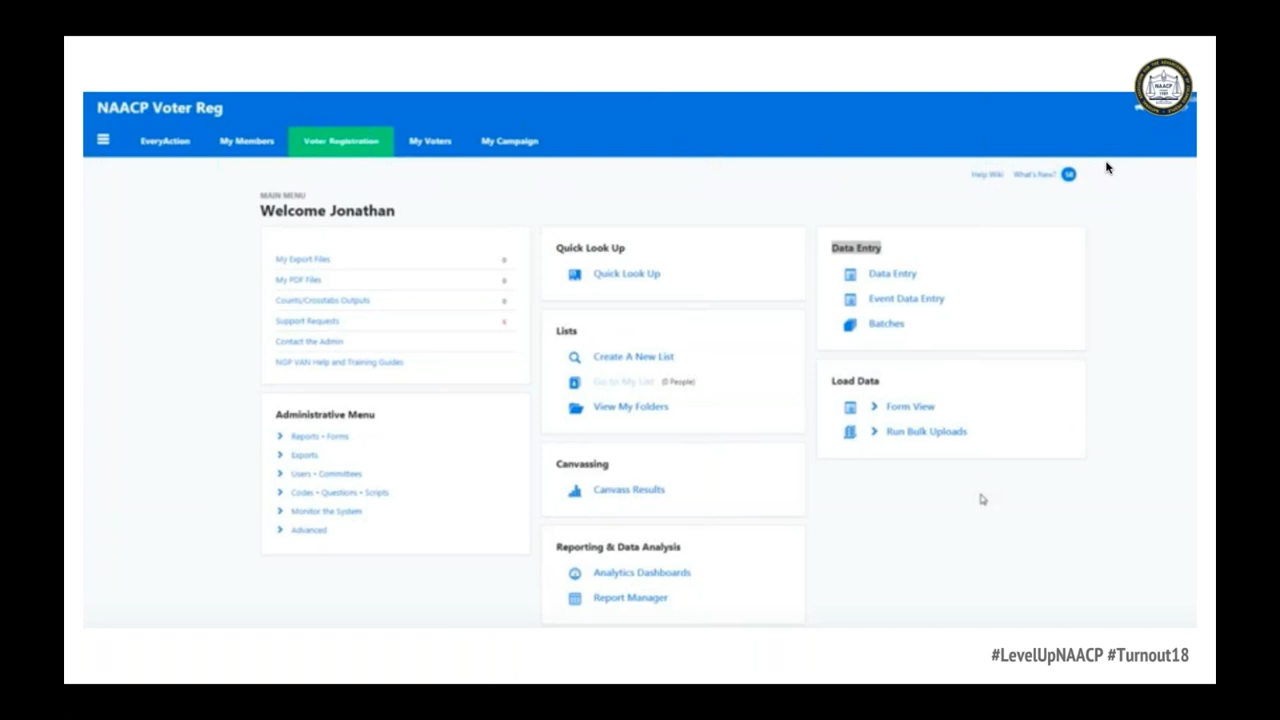 NAACP Voter Reg
EveryAction My Members Voter Registration My Voters My Campaign
Help Wiki What's New?
MAIN MENU
Welcome Jonathan
My Export Files 0
My PDF Files 0
Counts/Crosstabs Outputs 0
Support Requests
Contact the Admin
NGP VAN Help and Training Guides
Administrative Menu
Reports • Forms
Exports
Users • Committees
Codes • Questions • Scripts
Monitor the System
Advanced
Quick Look Up
Quick Look Up
Lists
Create A New List
Go to My List (0 People)
View My Folders
Canvassing
Canvass Results
Reporting & Data Analysis
Analytics Dashboards
Report Manager
Data Entry
Data Entry
Event Data Entry
Batches
Load Data
Form View
Run Bulk Uploads
NAACP
#LevelUpNAACP #Turnout18